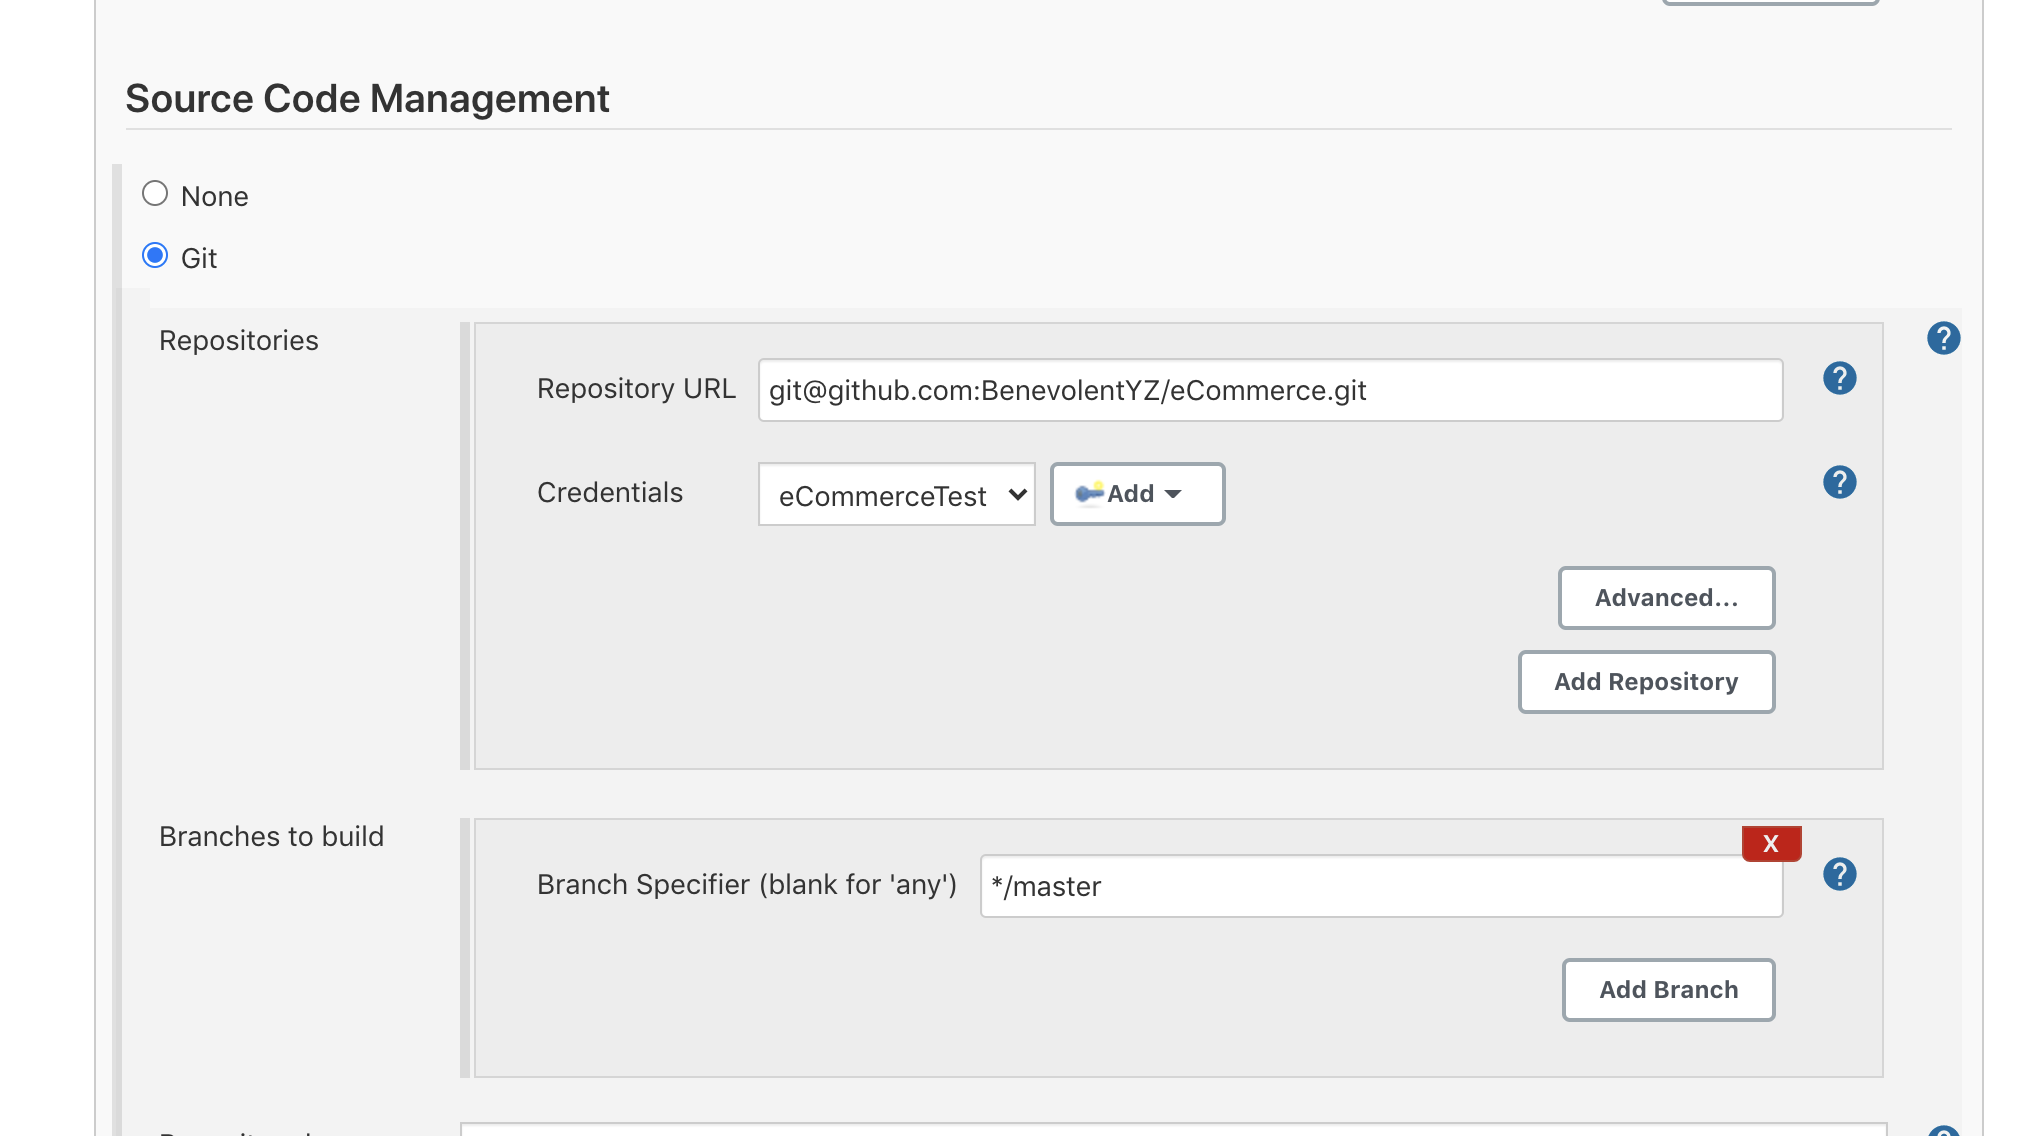 Source Code Management
None
Git
Repositories
?
Repository URL
git@github.com:BenevolentYZ/eCommerce.git
?
Credentials
eCommerceTest
Add
?
Advanced...
Add Repository
Branches to build
X
Branch Specifier (blank for 'any')
*/master
?
Add Branch